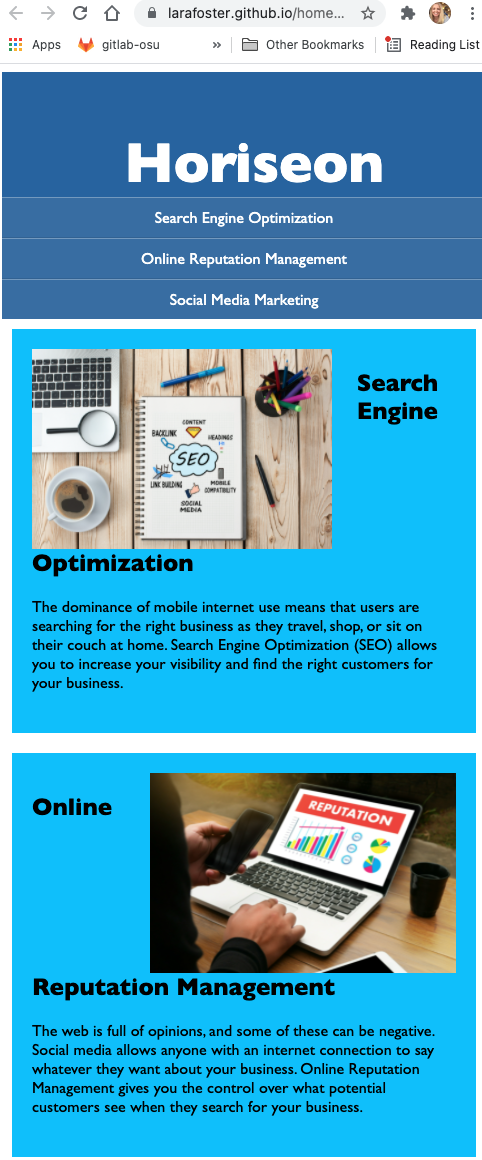 larafoster.github.io/home...
Apps
gitlab-osu
»
Other Bookmarks
Reading List
Horiseon
Search Engine Optimization
Online Reputation Management
Social Media Marketing
CONTENT
BACKLINK
HEADINGS
SEO
LINK BUILDING
MOBILE
COMPATIBILITY
SOCIAL
MEDIA
Search
Engine
Optimization
The dominance of mobile internet use means that users are
searching for the right business as they travel, shop, or sit on
their couch at home. Search Engine Optimization (SEO) allows
you to increase your visibility and find the right customers for
your business.
Online
REPUTATION
Reputation Management
The web is full of opinions, and some of these can be negative.
Social media allows anyone with an internet connection to say
whatever they want about your business. Online Reputation
Management gives you the control over what potential
customers see when they search for your business.